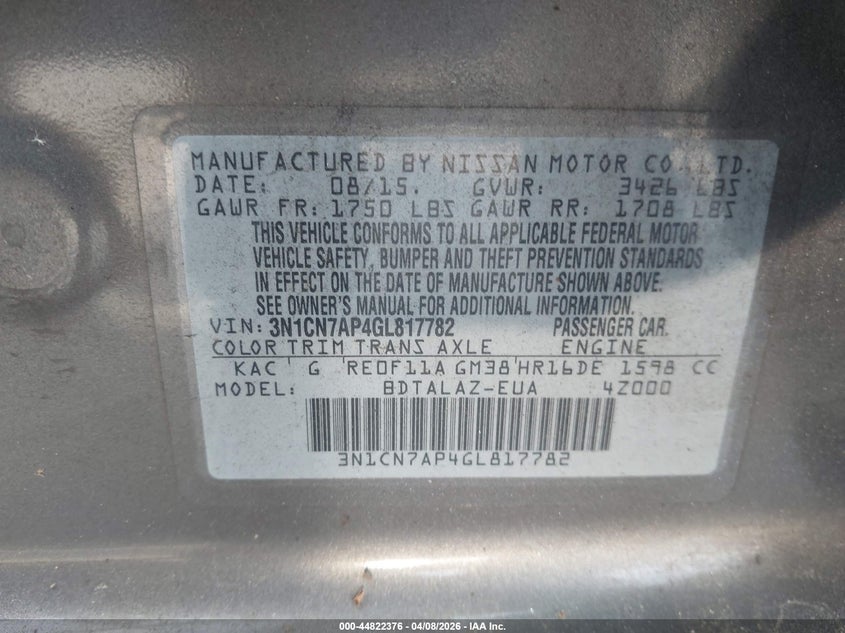 MANUFACTURED BY NISSAN MOTOR CO., LTD.
DATE: 08/15. GVWR: 3426 LBS
GAWR FR: 1750 LBS GAWR RR: 1708 LBS
THIS VEHICLE CONFORMS TO ALL APPLICABLE FEDERAL MOTOR
VEHICLE SAFETY, BUMPER AND THEFT PREVENTION STANDARDS
IN EFFECT ON THE DATE OF MANUFACTURE SHOWN ABOVE.
SEE OWNER'S MANUAL FOR ADDITIONAL INFORMATION.
VIN: 3N1CN7AP4GL817782 PASSENGER CAR.
COLOR TRIM TRANS AXLE ENGINE
KAC G RE0F11A GM38 HR16DE 1598 CC
MODEL: BDTALAZ-EUA 4Z000
3N1CN7AP4GL817782
000-44822376 | 04/08/2026 | IAA Inc.